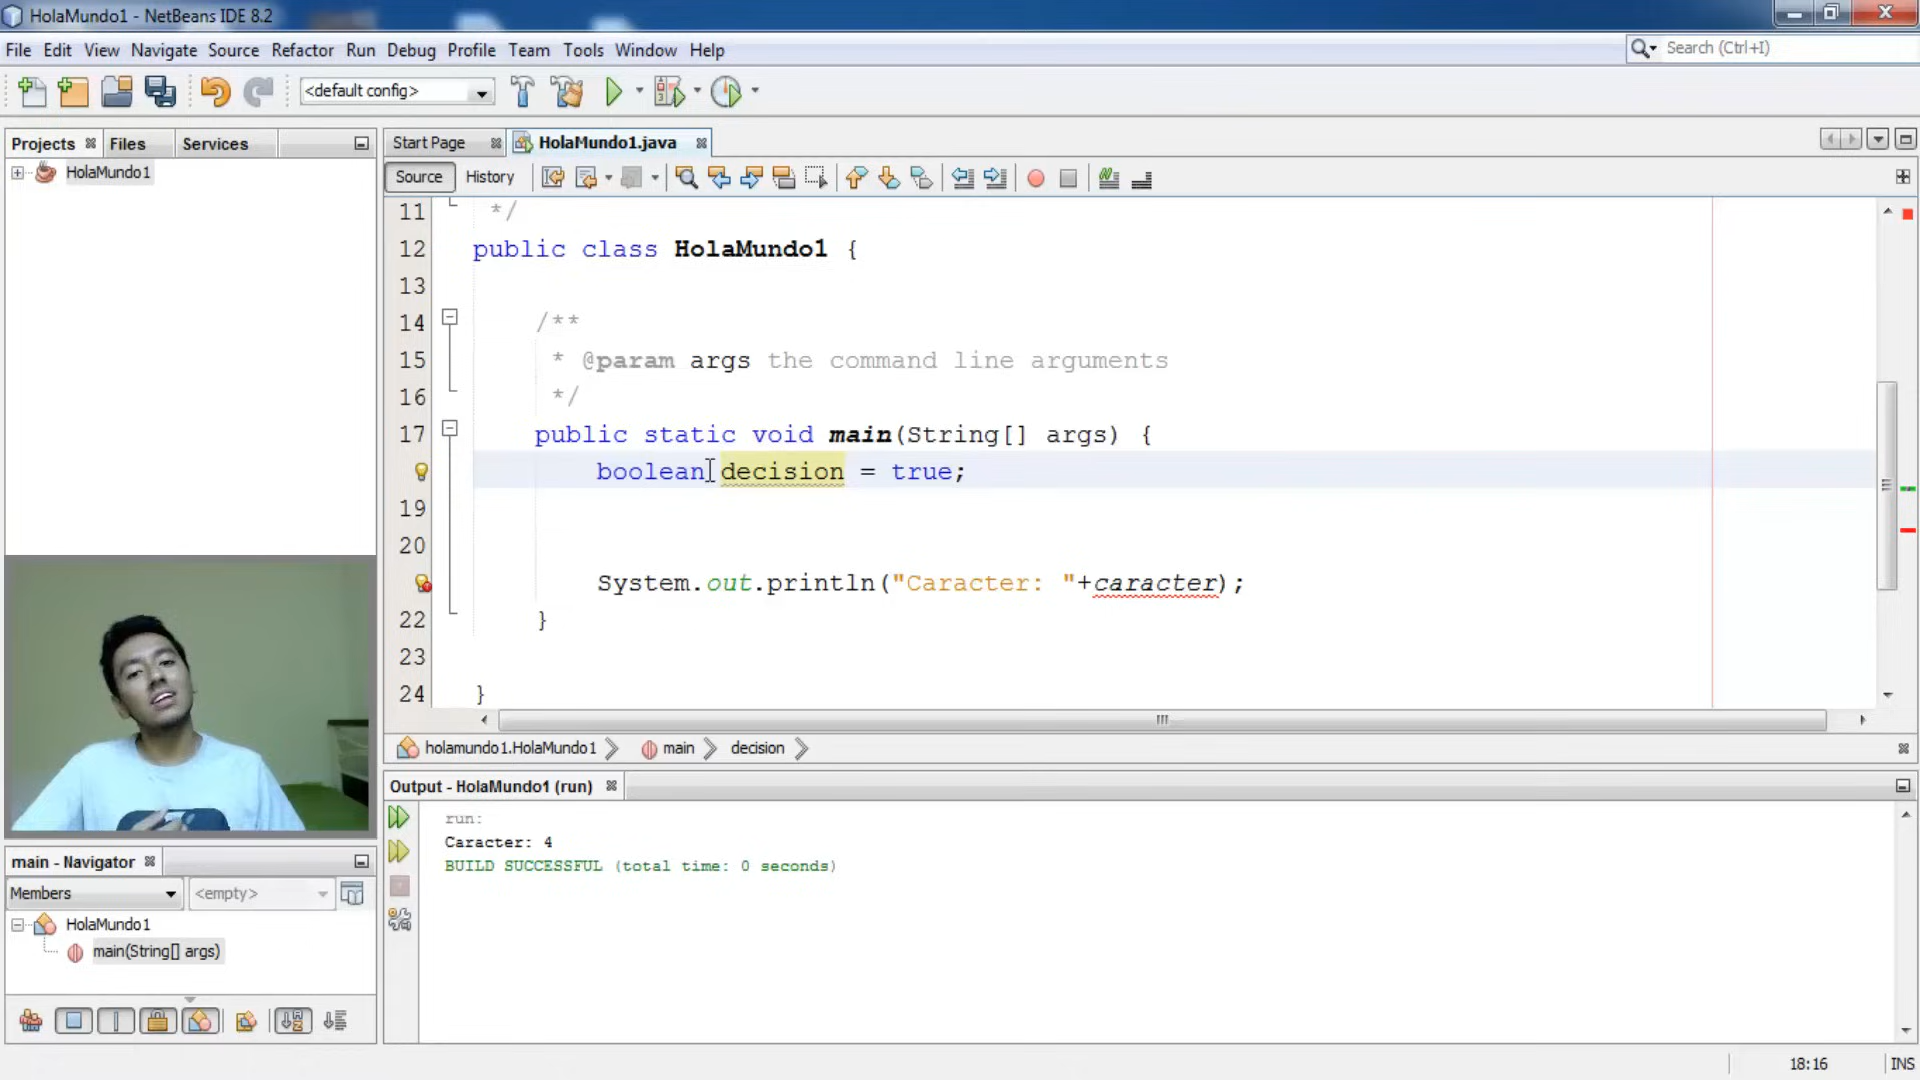 HolaMundo1 - NetBeans IDE 8.2
File Edit View Navigate Source Refactor Run Debug Profile Team Tools Window Help
Search (Ctrl+I)
<default config>
Projects Files Services
Start Page HolaMundo1.java
HolaMundo1
Source History
11 */
12 public class HolaMundo1 {
13
14 /**
15 * @param args the command line arguments
16 */
17 public static void main(String[] args) {
boolean decision = true;
19
20
System.out.println("Caracter: "+caracter);
22 }
23
24 }
holamundo1.HolaMundo1 main decision
Output - HolaMundo1 (run)
run:
Caracter: 4
BUILD SUCCESSFUL (total time: 0 seconds)
main - Navigator
Members <empty>
HolaMundo1
main(String[] args)
18:16 INS